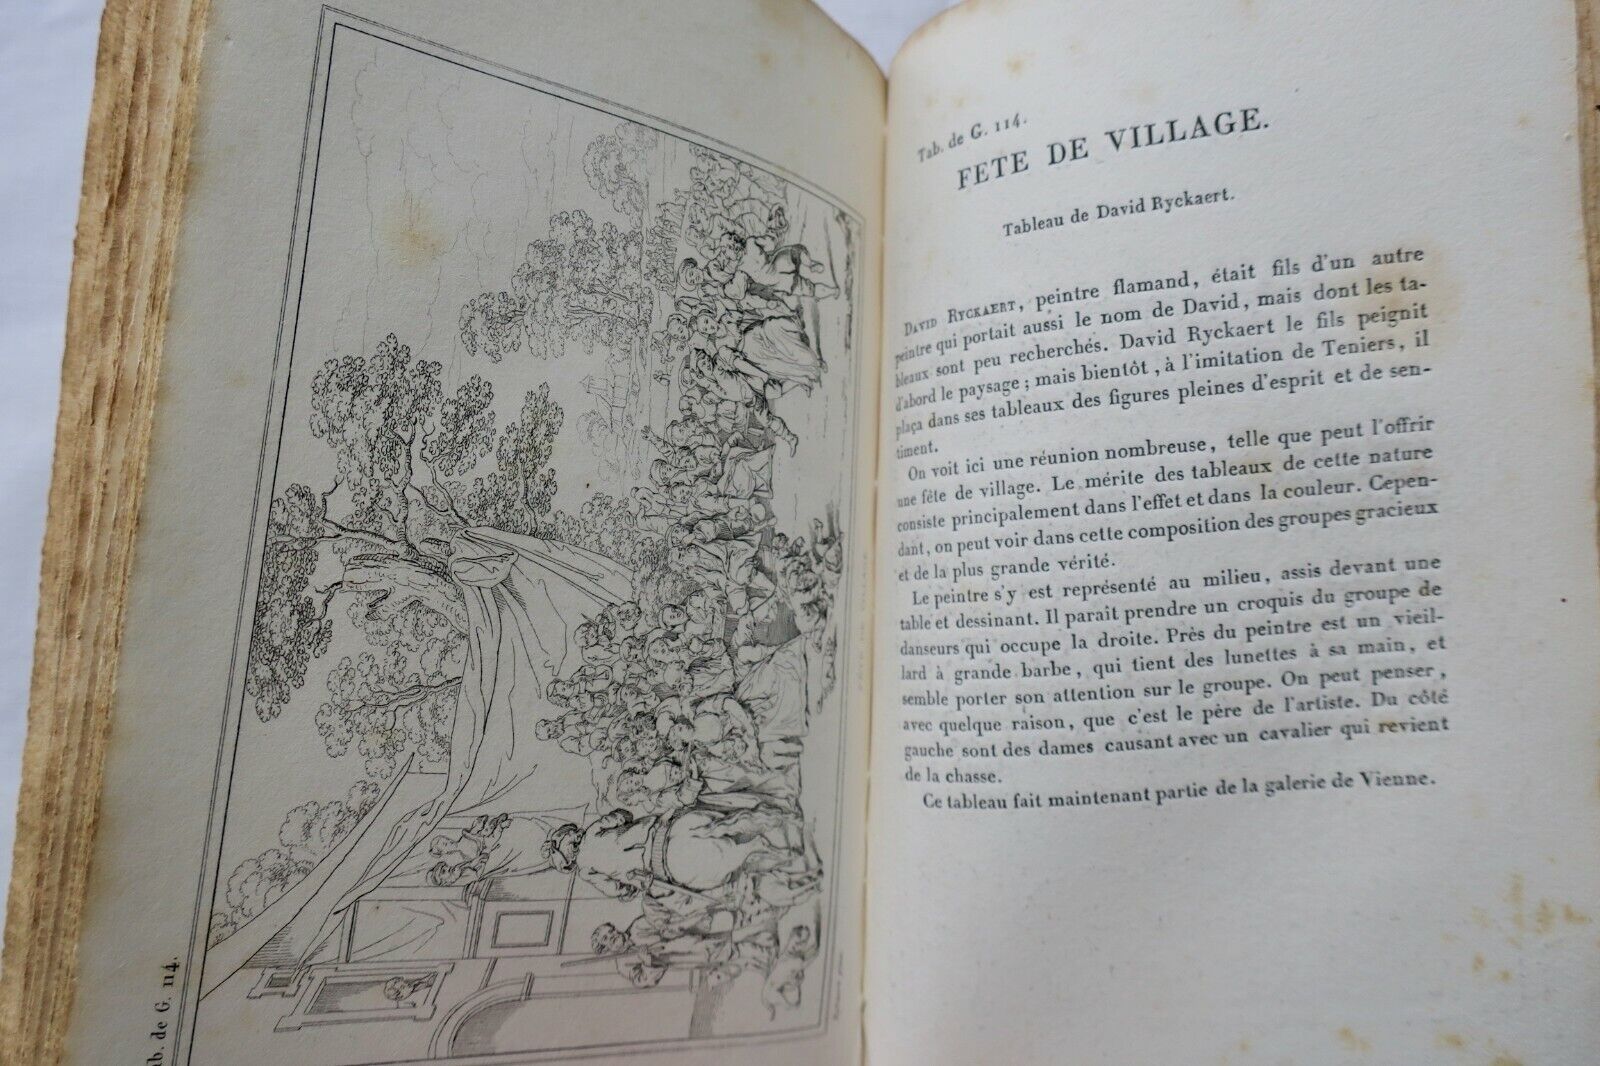 ab. de G. 114.
Tab. de G. 114.
FETE DE VILLAGE.
Tableau de David Ryckaert.
DAVID RYCKAERT, peintre flamand, était fils d'un autre
peintre qui portait aussi le nom de David, mais dont les ta-
bleaux sont peu recherchés. David Ryckaert le fils peignit
d'abord le paysage; mais bientôt, à l'imitation de Teniers, il
plaça dans ses tableaux des figures pleines d'esprit et de sen-
timent.
On voit ici une réunion nombreuse, telle que peut l'offrir
une fête de village. Le mérite des tableaux de cette nature
consiste principalement dans l'effet et dans la couleur. Cepen-
dant, on peut voir dans cette composition des groupes gracieux
et de la plus grande vérité.
Le peintre s'y est représenté au milieu, assis devant une
table et dessinant. Il paraît prendre un croquis du groupe de
danseurs qui occupe la droite. Près du peintre est un vieil-
lard à grande barbe, qui tient des lunettes à sa main, et
semble porter son attention sur le groupe. On peut penser,
avec quelque raison, que c'est le père de l'artiste. Du côté
gauche sont des dames causant avec un cavalier qui revient
de la chasse.
Ce tableau fait maintenant partie de la galerie de Vienne.